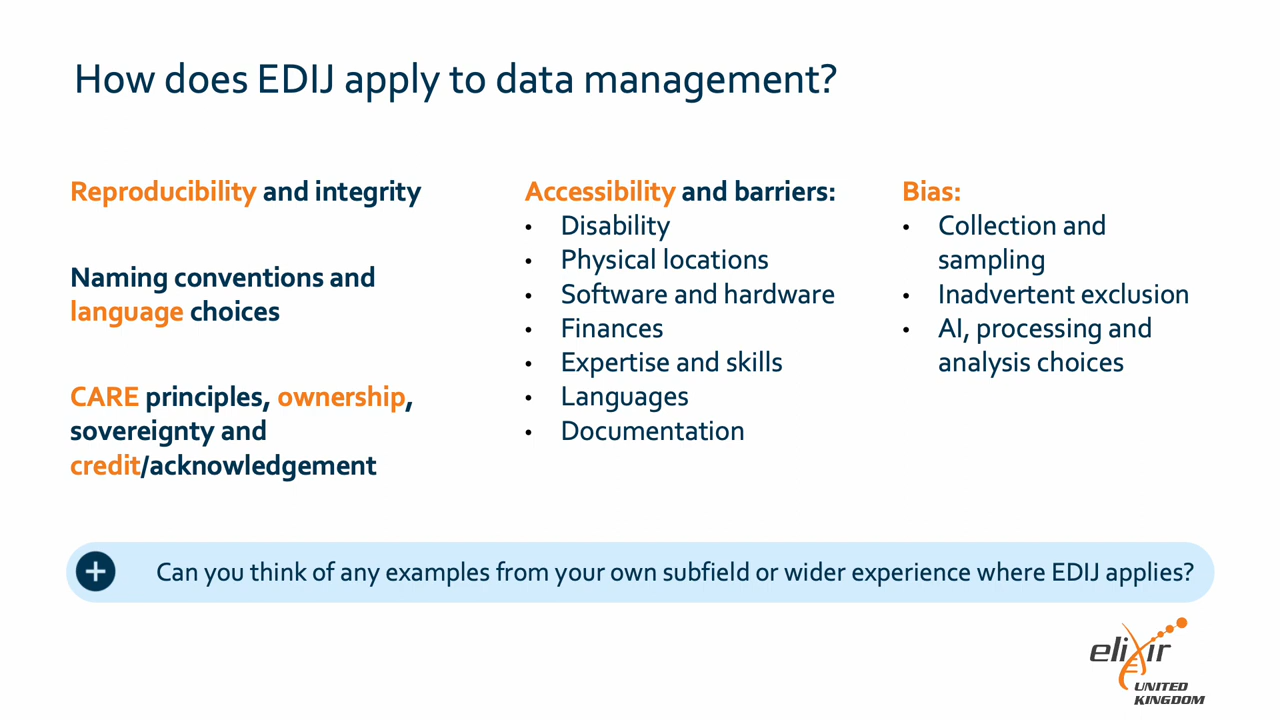 How does EDIJ apply to data management?
Reproducibility and integrity
Naming conventions and
language choices
CARE principles, ownership,
sovereignty and
credit/acknowledgement
Accessibility and barriers:
• Disability
• Physical locations
• Software and hardware
• Finances
• Expertise and skills
• Languages
• Documentation
Bias:
• Collection and
sampling
• Inadvertent exclusion
• AI, processing and
analysis choices
+ Can you think of any examples from your own subfield or wider experience where EDIJ applies?
elixir
UNITED
KINGDOM